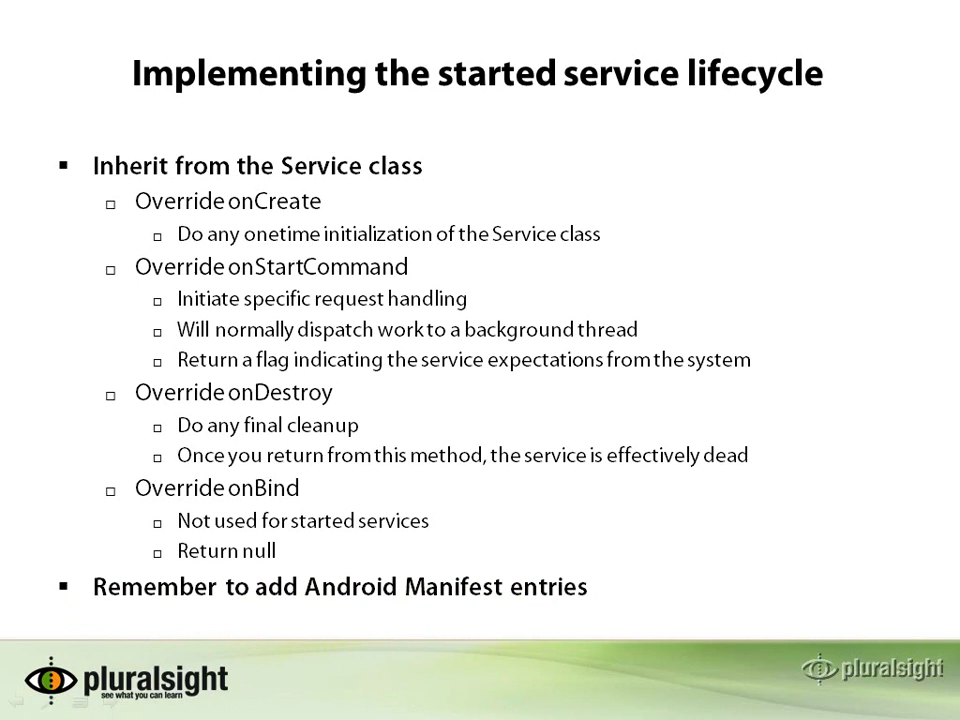 Implementing the started service lifecycle
Inherit from the Service class
Override onCreate
Do any onetime initialization of the Service class
Override onStartCommand
Initiate specific request handling
Will normally dispatch work to a background thread
Return a flag indicating the service expectations from the system
Override onDestroy
Do any final cleanup
Once you return from this method, the service is effectively dead
Override onBind
Not used for started services
Return null
Remember to add Android Manifest entries
pluralsight
see what you can learn
pluralsight